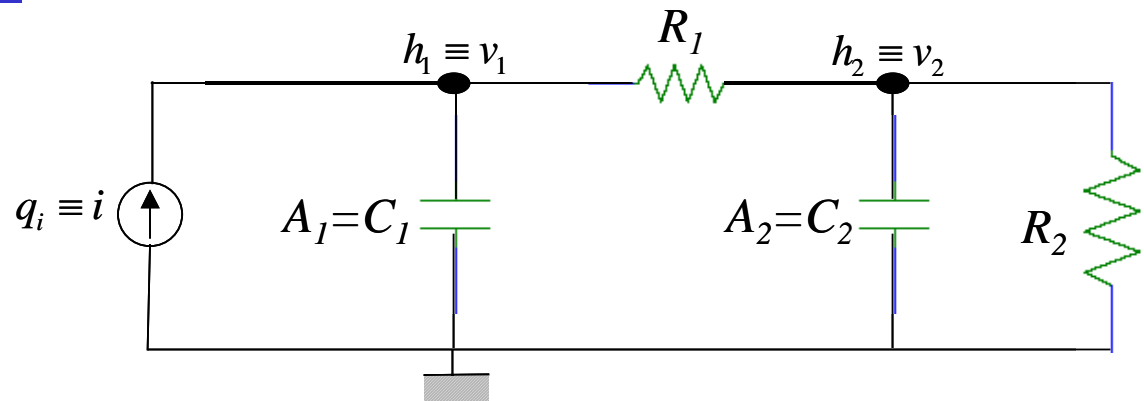 R₁
h₁ ≡ v₁
h₂ ≡ v₂
qᵢ ≡ i
A₁=C₁
A₂=C₂
R₂